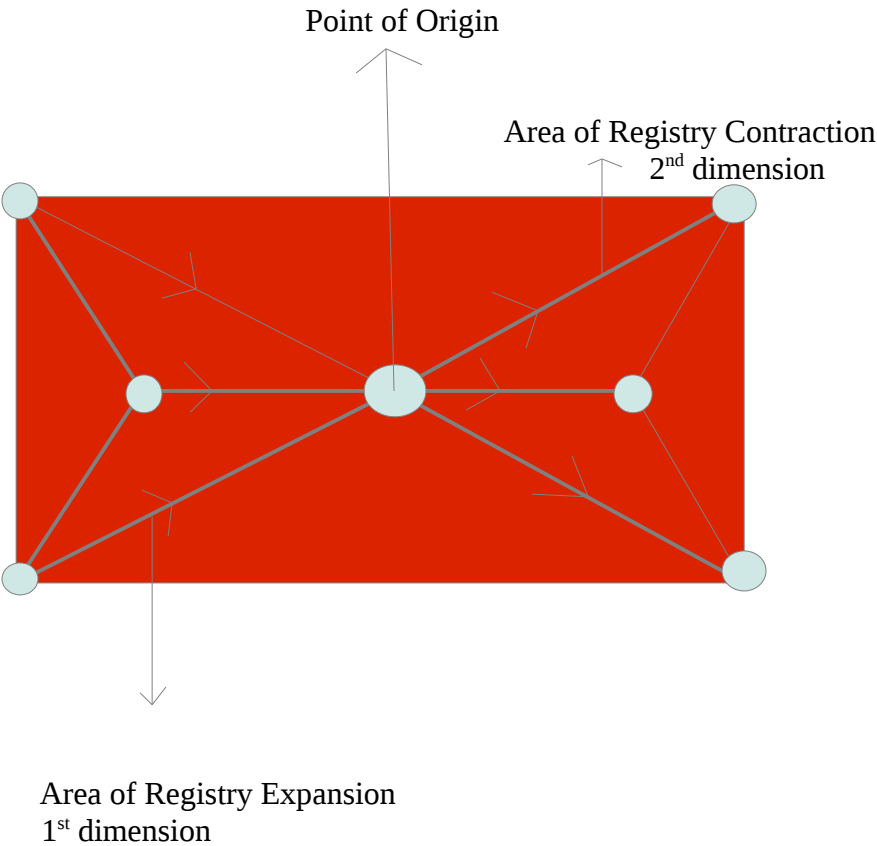 Point of Origin
Area of Registry Contraction
2nd dimension
Area of Registry Expansion
1st dimension